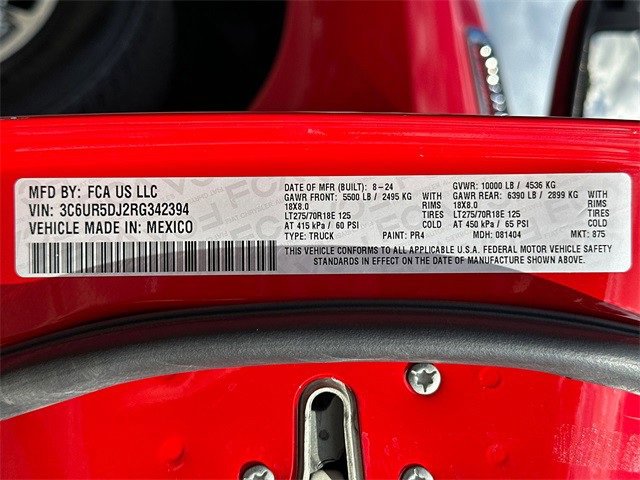 MFD BY: FCA US LLC
VIN: 3C6UR5DJ2RG342394
VEHICLE MADE IN: MEXICO
DATE OF MFR (BUILT): 8-24
GAWR FRONT: 5500 LB / 2495 KG WITH
18X8.0 RIMS
LT275/70R18E 125
AT 415 kPa / 60 PSI COLD
TYPE: TRUCK PAINT: PR4
GVWR: 10000 LB / 4536 KG
GAWR REAR: 6390 LB / 2899 KG WITH
18X8.0 RIMS
LT275/70R18E 125
AT 450 kPa / 65 PSI COLD
MDH: 081404 MKT: 875
THIS VEHICLE CONFORMS TO ALL APPLICABLE U.S.A. FEDERAL MOTOR VEHICLE SAFETY
STANDARDS IN EFFECT ON THE DATE OF MANUFACTURE SHOWN ABOVE.